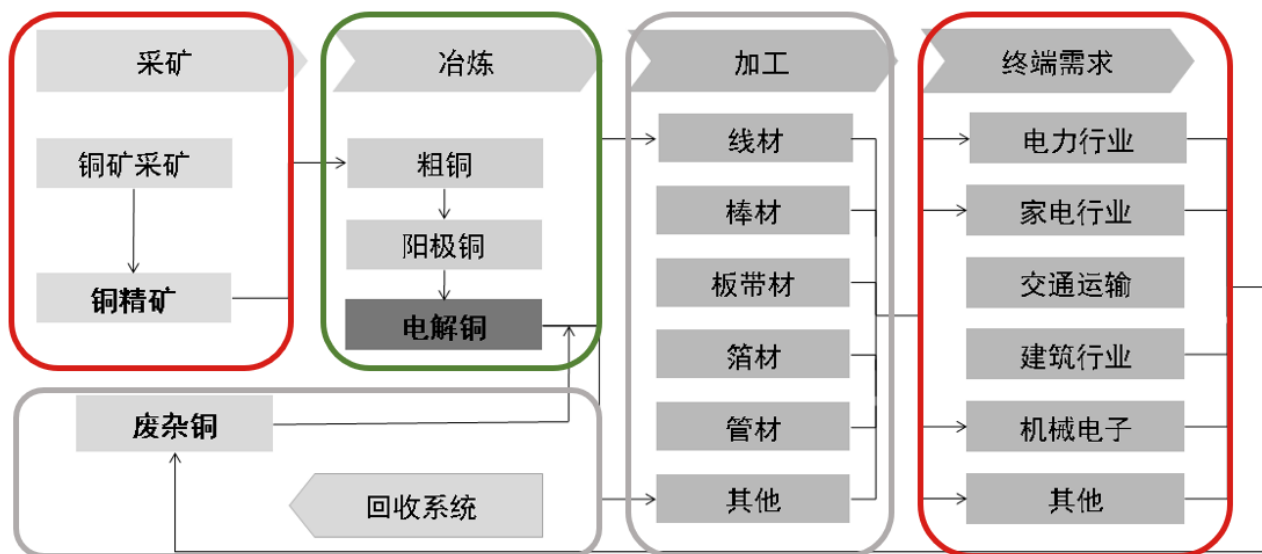 采矿
铜矿采矿
铜精矿
冶炼
粗铜
阳极铜
电解铜
废杂铜
回收系统
加工
线材
棒材
板带材
箔材
管材
其他
终端需求
电力行业
家电行业
交通运输
建筑行业
机械电子
其他